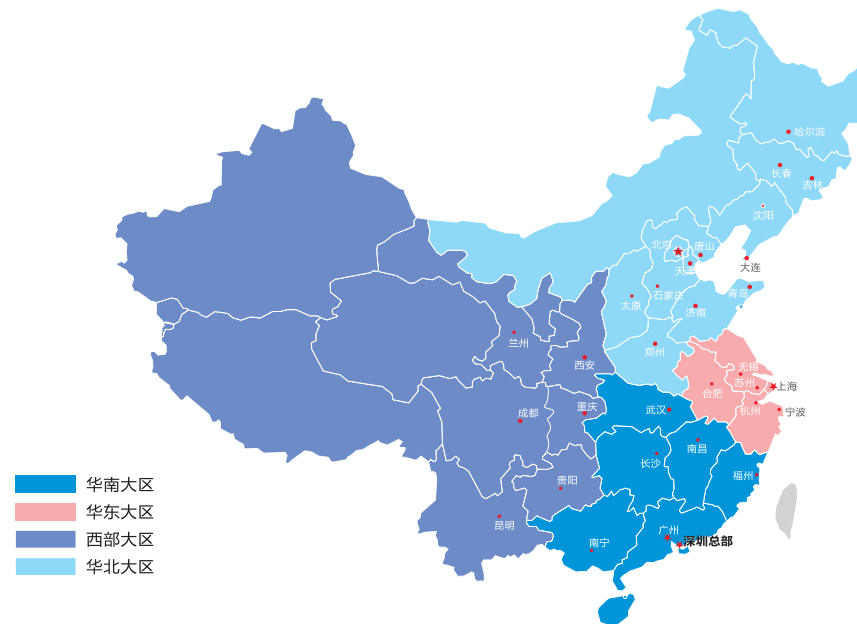 哈尔滨
长春
吉林
沈阳
北京
唐山
天津
大连
石家庄
青岛
太原
济南
兰州
郑州
西安
无锡
苏州
上海
合肥
成都
重庆
武汉
杭州
宁波
南昌
长沙
贵阳
福州
华南大区
华东大区
昆明
广州
西部大区
南宁
深圳总部
华北大区